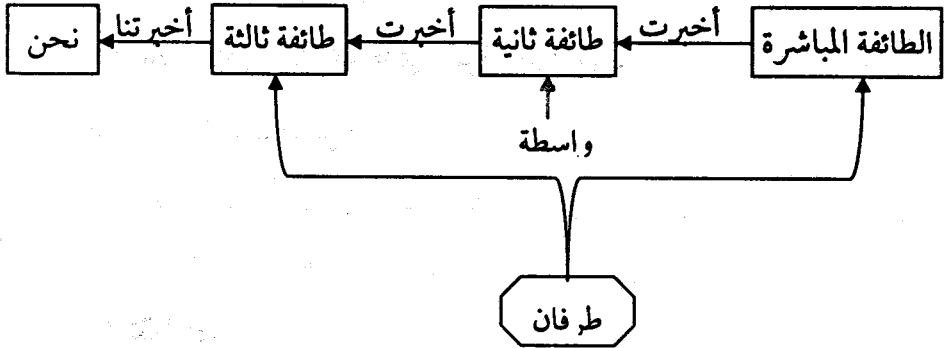 الطائفة المباشرة
أخبرت
طائفة ثانية
أخبرت
طائفة ثالثة
أخبرتنا
نحن
واسطة
طرفان